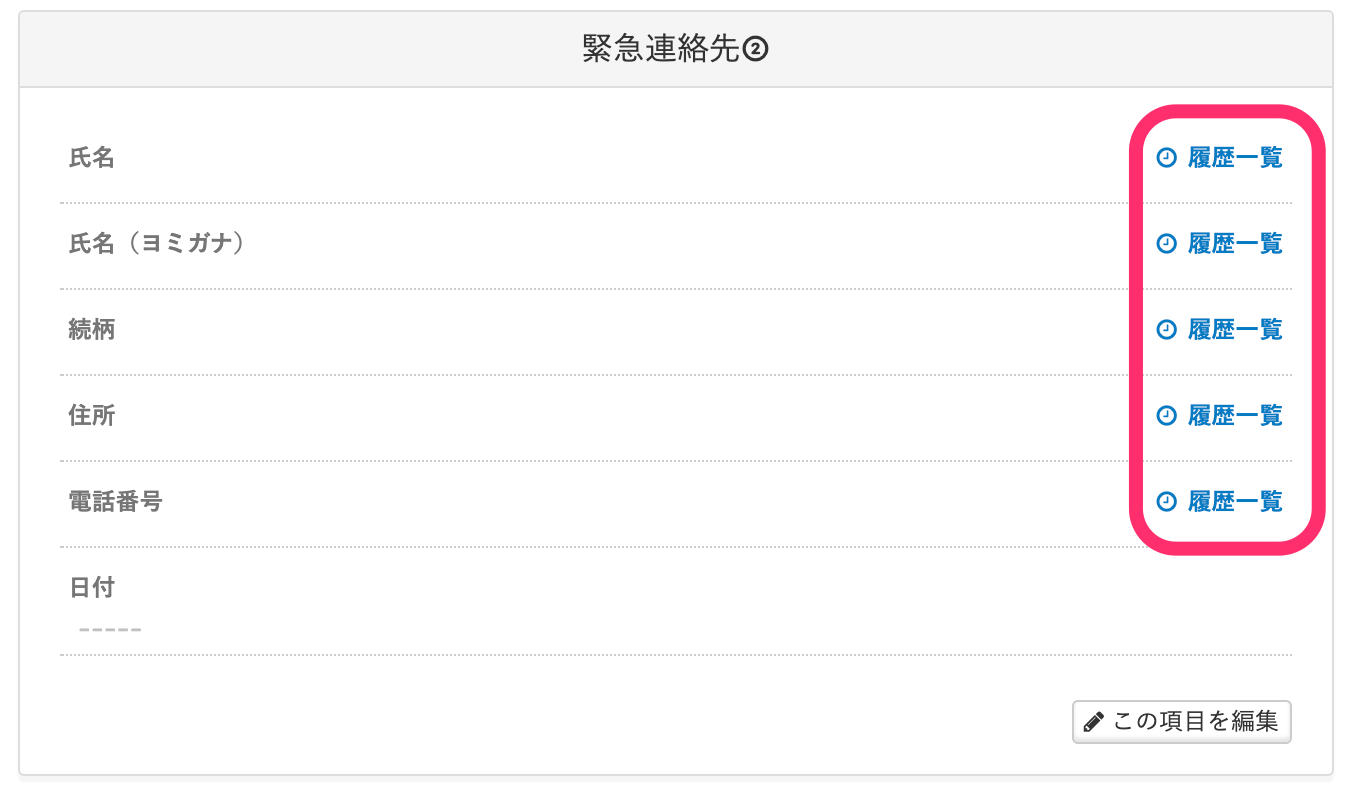 緊急連絡先②
氏名 履歴一覧
氏名（ヨミガナ） 履歴一覧
続柄 履歴一覧
住所 履歴一覧
電話番号 履歴一覧
日付
-----
この項目を編集